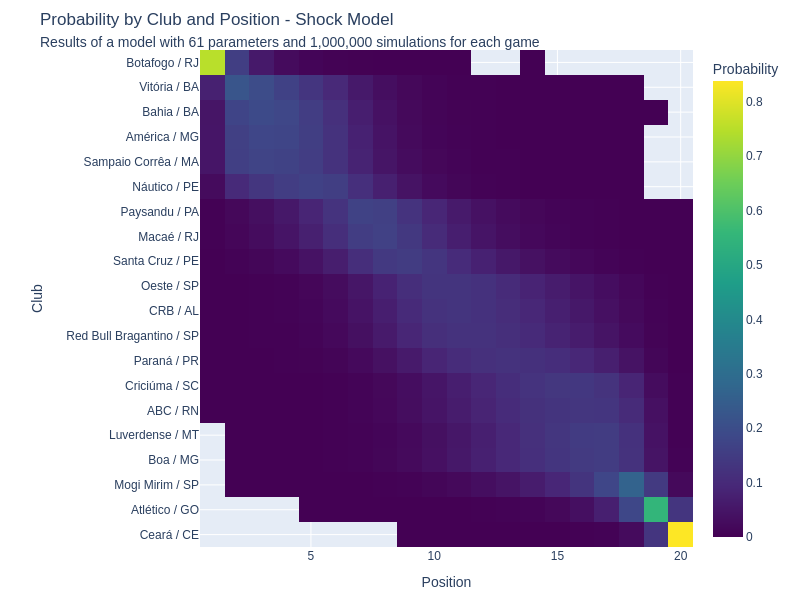 Probability by Club and Position - Shock Model
Results of a model with 61 parameters and 1,000,000 simulations for each game
Probability
Club
Botafogo / RJ
Vitória / BA
Bahia / BA
América / MG
Sampaio Corrêa / MA
Náutico / PE
Paysandu / PA
Macaé / RJ
Santa Cruz / PE
Oeste / SP
CRB / AL
Red Bull Bragantino / SP
Paraná / PR
Criciúma / SC
ABC / RN
Luverdense / MT
Boa / MG
Mogi Mirim / SP
Atlético / GO
Ceará / CE
5 10 15 20
Position
0.8
0.7
0.6
0.5
0.4
0.3
0.2
0.1
0